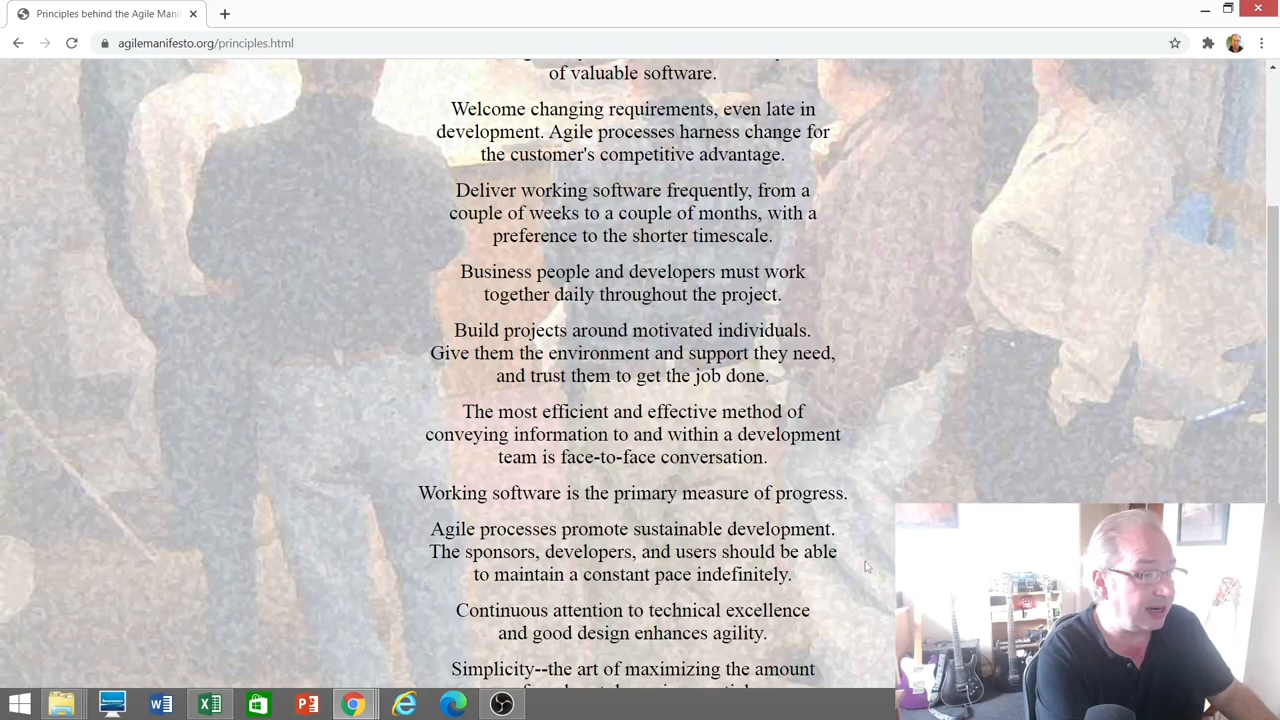 Principles behind the Agile Mani
agilemanifesto.org/principles.html
of valuable software.
Welcome changing requirements, even late in
development. Agile processes harness change for
the customer's competitive advantage.
Deliver working software frequently, from a
couple of weeks to a couple of months, with a
preference to the shorter timescale.
Business people and developers must work
together daily throughout the project.
Build projects around motivated individuals.
Give them the environment and support they need,
and trust them to get the job done.
The most efficient and effective method of
conveying information to and within a development
team is face-to-face conversation.
Working software is the primary measure of progress.
Agile processes promote sustainable development.
The sponsors, developers, and users should be able
to maintain a constant pace indefinitely.
Continuous attention to technical excellence
and good design enhances agility.
Simplicity--the art of maximizing the amount